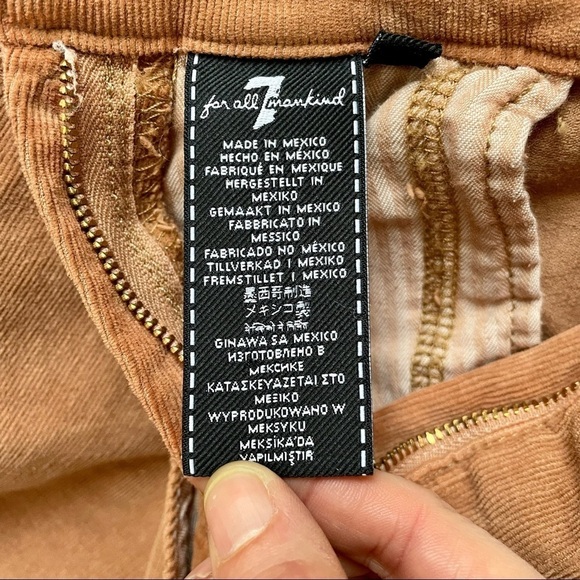 7
for all mankind
MADE IN MEXICO
HECHO EN MÉXICO
FABRIQUÉ EN MEXIQUE
HERGESTELLT IN
MEXIKO
GEMAAKT IN MEXICO
FABBRICATO IN
MESSICO
FABRICADO NO MÉXICO
TILLVERKAD I MEXICO
FREMSTILLET I MEXICO
墨西哥制造
メキシコ製
GINAWA SA MEXICO
ИЗГОТОВЛЕНО В
МЕКСИКЕ
ΚΑΤΑΣΚΕΥΑΖΕΤΑΙ ΣΤΟ
ΜΕΞΙΚΟ
WYPRODUKOWANO W
MEKSYKU
MEKSİKA'DA
YAPILMIŞTIR